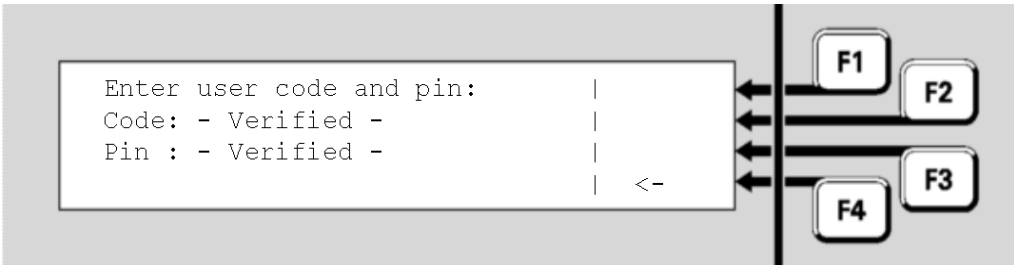 Enter user code and pin: |
Code: - Verified - |
Pin : - Verified - |
| <-
F1
F2
F3
F4